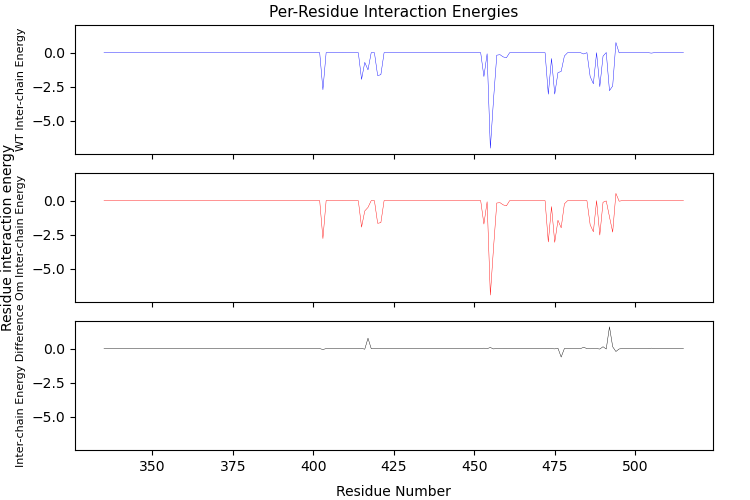 Per-Residue Interaction Energies
WT Inter-chain Energy
0.0
−2.5
−5.0
Residue interaction energy
Om Inter-chain Energy
0.0
−2.5
−5.0
Inter-chain Energy Difference
0.0
−2.5
−5.0
350 375 400 425 450 475 500
Residue Number